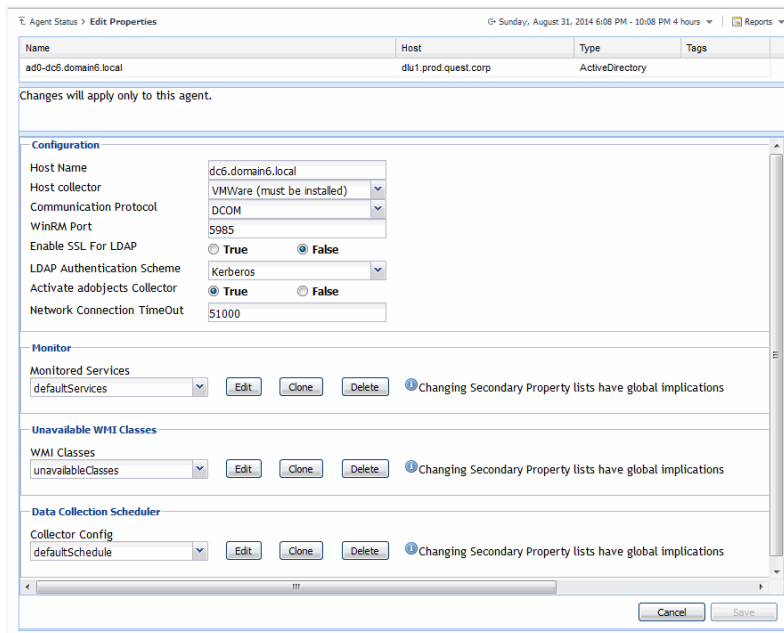 Agent Status > Edit Properties
Sunday, August 31, 2014 6:08 PM - 10:08 PM 4 hours
Reports
Name Host Type Tags
ad0-dc6.domain6.local dlu1.prod.quest.corp ActiveDirectory
Changes will apply only to this agent.
Configuration
Host Name dc6.domain6.local
Host collector VMWare (must be installed)
Communication Protocol DCOM
WinRM Port 5985
Enable SSL For LDAP True False
LDAP Authentication Scheme Kerberos
Activate adobjects Collector True False
Network Connection TimeOut 51000
Monitor
Monitored Services
defaultServices Edit Clone Delete Changing Secondary Property lists have global implications
Unavailable WMI Classes
WMI Classes
unavailableClasses Edit Clone Delete Changing Secondary Property lists have global implications
Data Collection Scheduler
Collector Config
defaultSchedule Edit Clone Delete Changing Secondary Property lists have global implications
Cancel Save